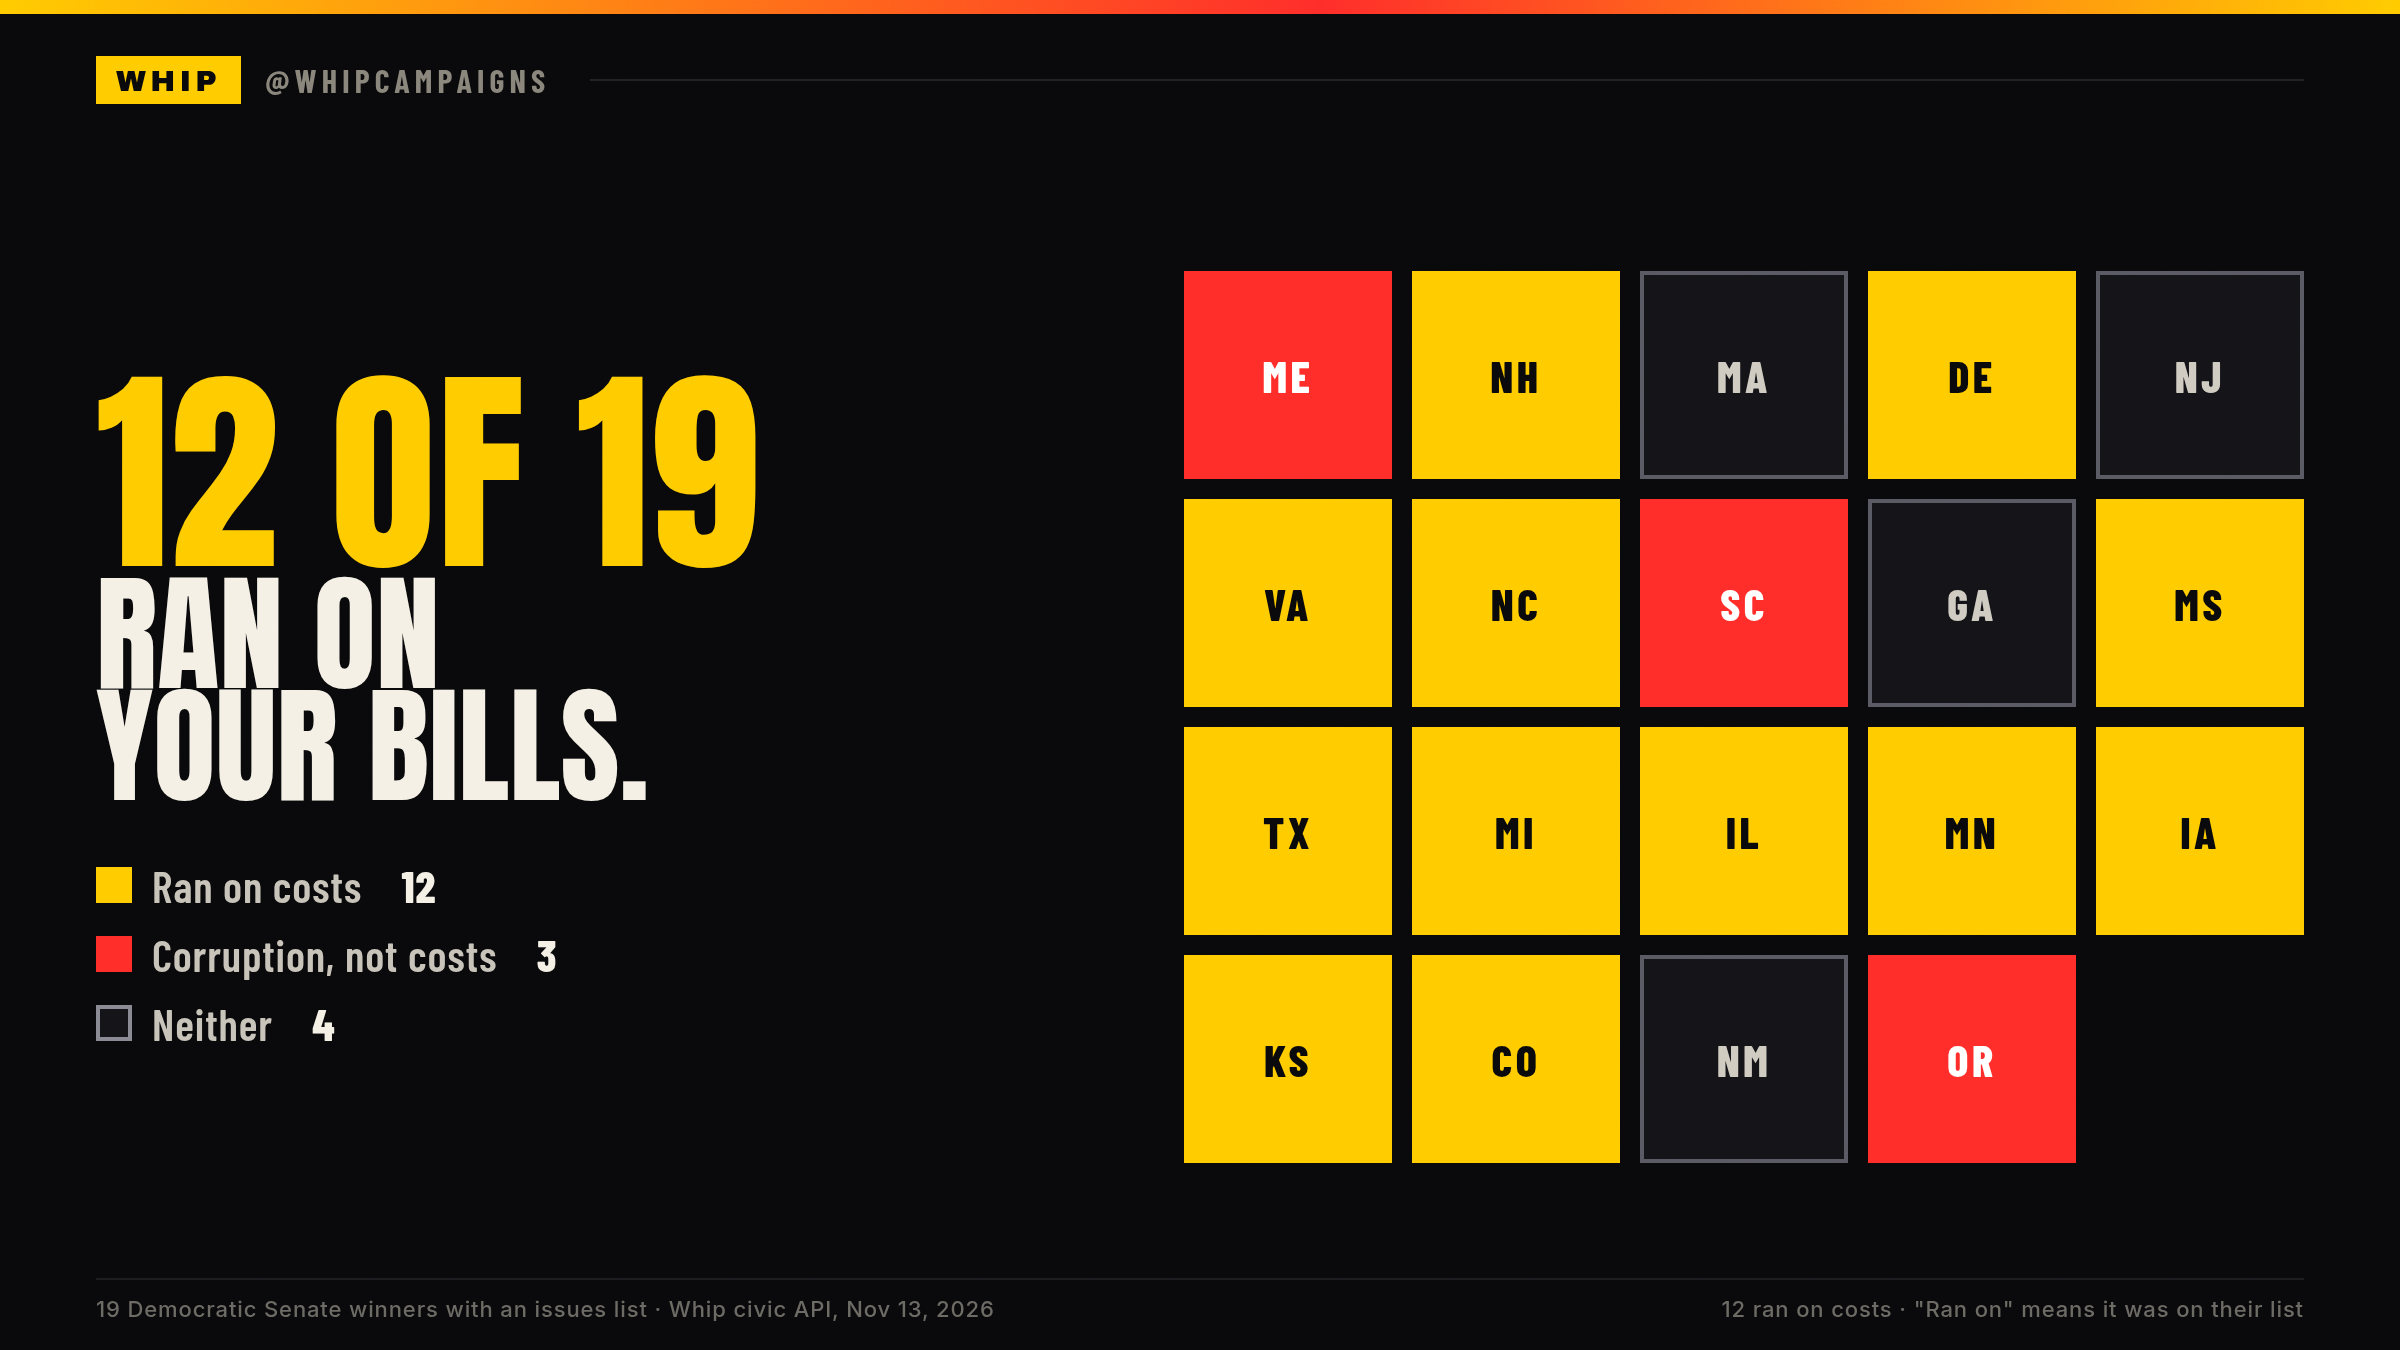 WHIP @WHIPCAMPAIGNS
12 OF 19
RAN ON
YOUR BILLS.
Ran on costs 12
Corruption, not costs 3
Neither 4
ME NH MA DE NJ
VA NC SC GA MS
TX MI IL MN IA
KS CO NM OR
19 Democratic Senate winners with an issues list · Whip civic API, Nov 13, 2026
12 ran on costs · "Ran on" means it was on their list